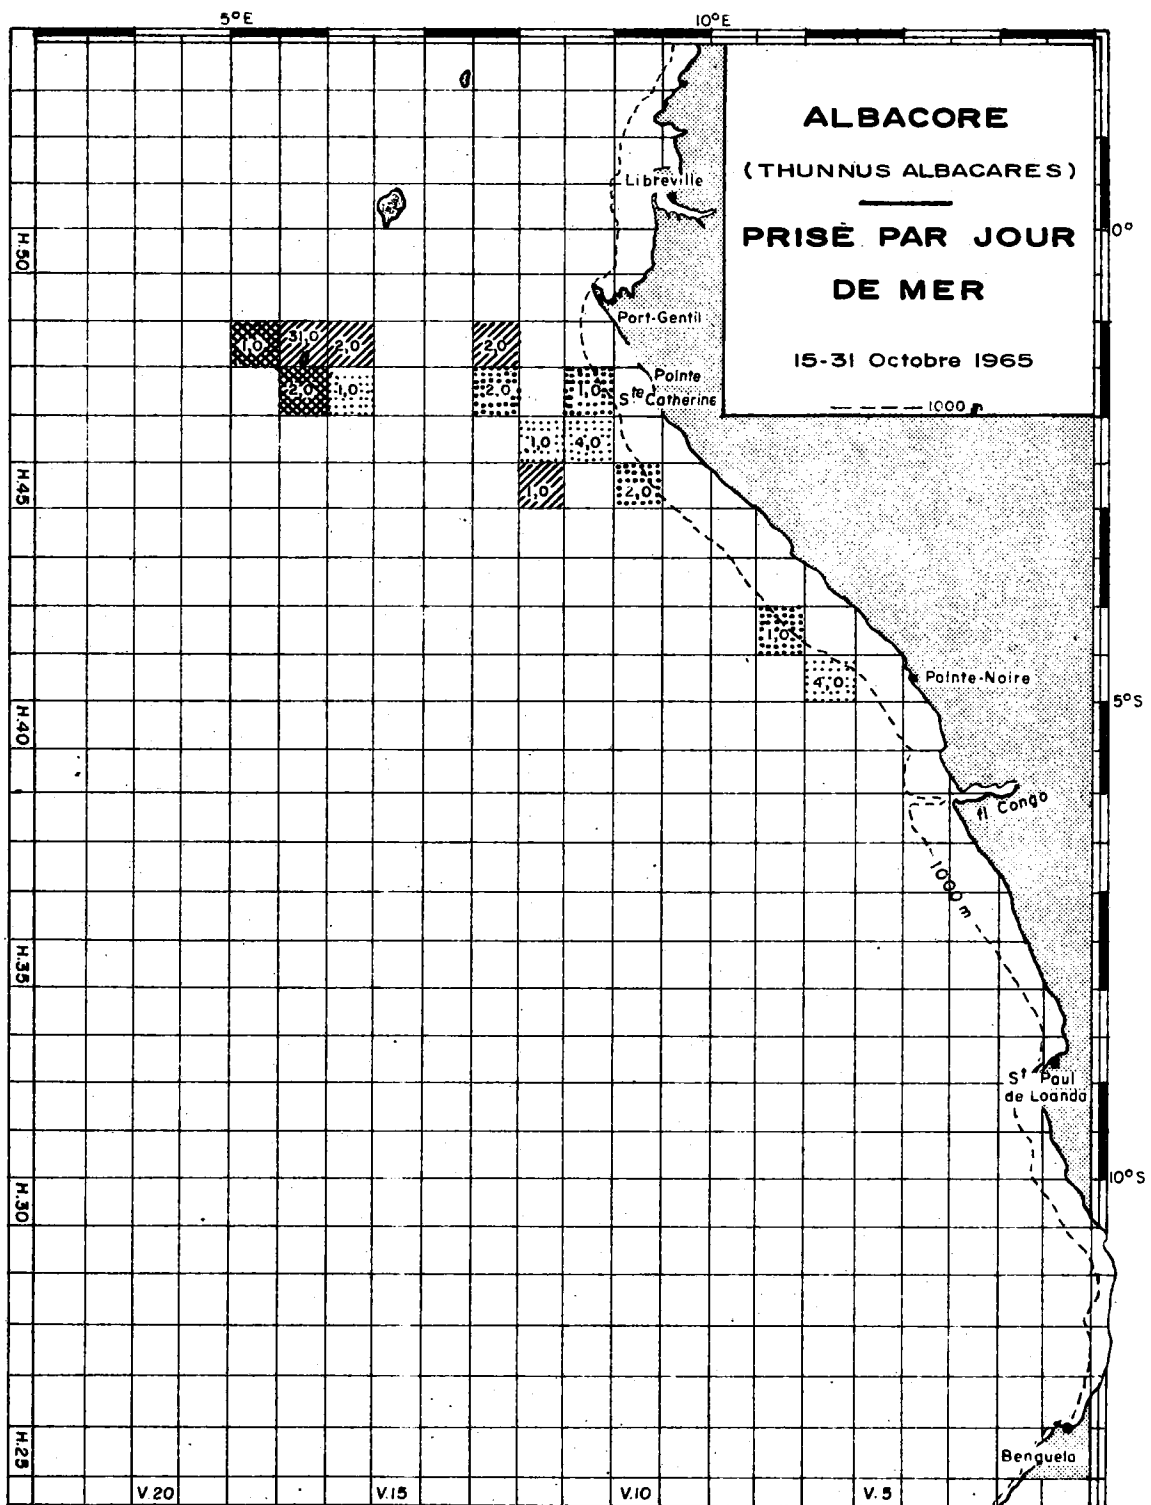 5°E
10°E
ALBACORE
(THUNNUS ALBACARES)
PRISE PAR JOUR
DE MER
15-31 Octobre 1965
1000 m
Libreville
0°
H.50
Port-Gentil
1,0
31,0
2,0
2,0
Pointe
Ste Catherine
2,0
1,0
2,0
1,0
1,0
4,0
H.45
1,0
2,0
1,0
4,0
Pointe-Noire
5°S
H.40
fl Congo
1000 m
H.35
St Paul
de Loanda
10°S
H.30
H.25
Benguela
V.20
V.15
V.10
V.5